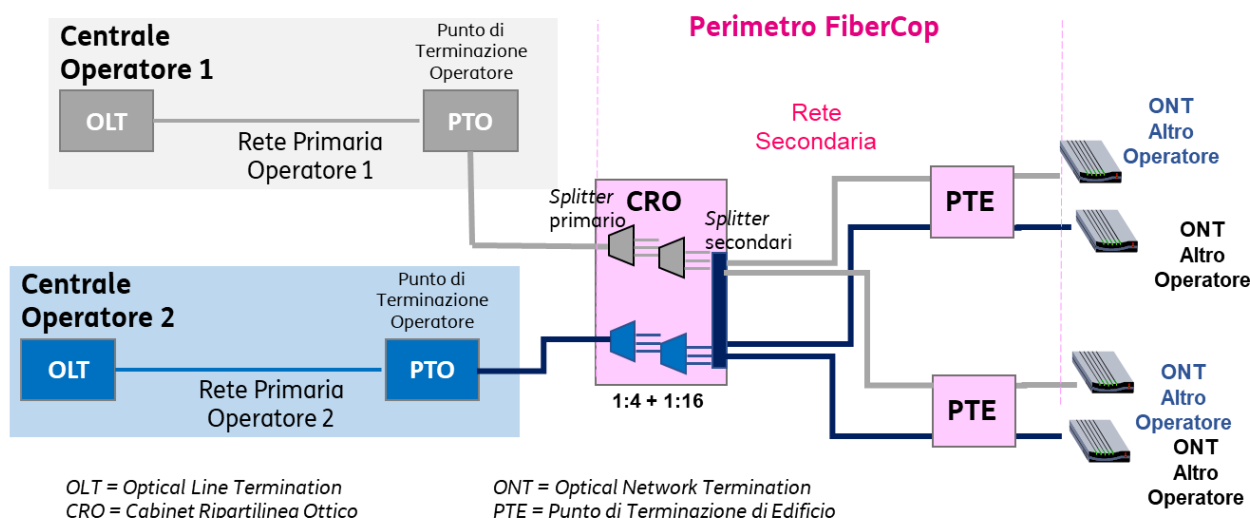 Perimetro FiberCop
Centrale
Operatore 1
Punto di
Terminazione
Operatore
OLT
PTO
Rete Primaria
Operatore 1
Rete
Secondaria
ONT
Altro
Operatore
Splitter
primario
CRO
Splitter
secondari
PTE
ONT
Altro
Operatore
Centrale
Operatore 2
Punto di
Terminazione
Operatore
OLT
PTO
Rete Primaria
Operatore 2
1:4 + 1:16
PTE
ONT
Altro
Operatore
ONT
Altro
Operatore
OLT = Optical Line Termination
ONT = Optical Network Termination
CRO = Cabinet Ripartilinea Ottico
PTE = Punto di Terminazione di Edificio